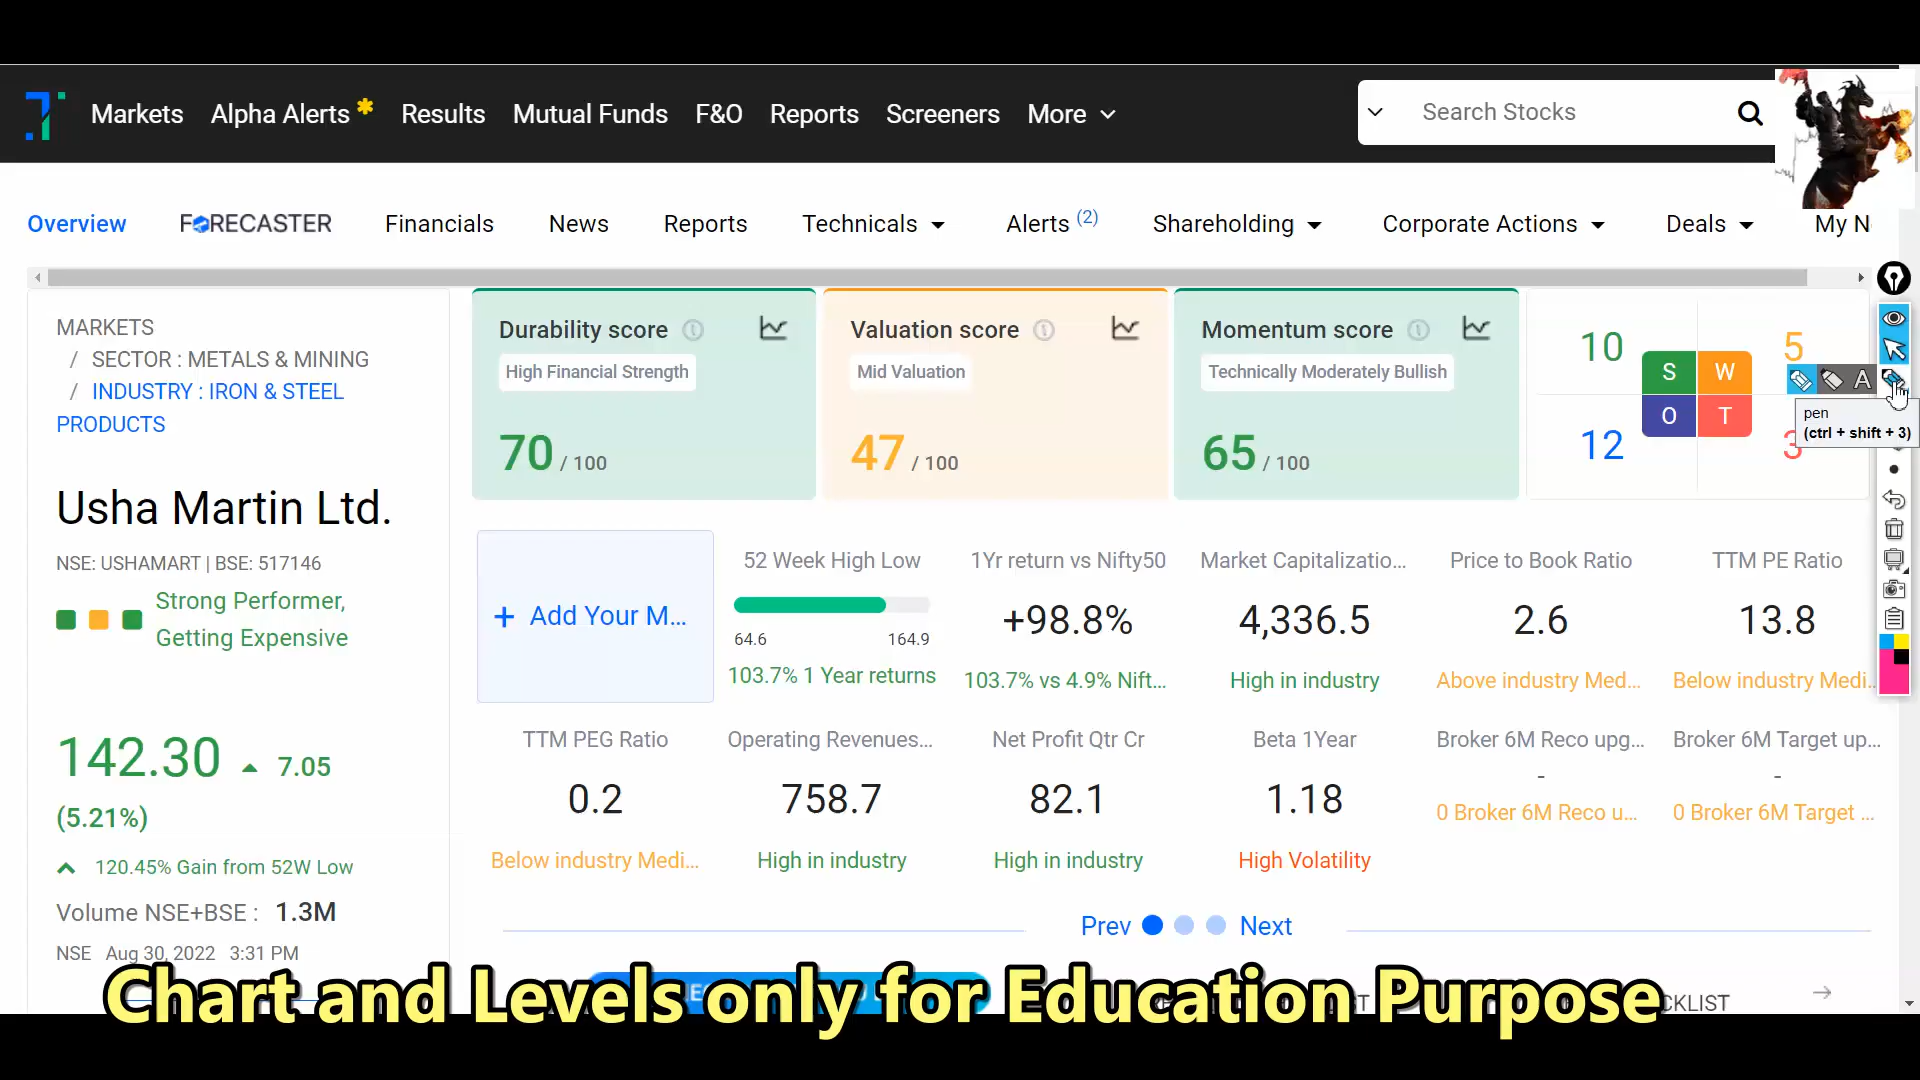 Markets Alpha Alerts Results Mutual Funds F&O Reports Screeners More Search Stocks
Overview FORECASTER Financials News Reports Technicals Alerts (2) Shareholding Corporate Actions Deals My N
MARKETS
/ SECTOR : METALS & MINING
/ INDUSTRY : IRON & STEEL
PRODUCTS
Usha Martin Ltd.
NSE: USHAMART | BSE: 517146
Strong Performer,
Getting Expensive
142.30 7.05
(5.21%)
120.45% Gain from 52W Low
Volume NSE+BSE : 1.3M
NSE Aug 30, 2022 3:31 PM
Durability score
High Financial Strength
70 / 100
Valuation score
Mid Valuation
47 / 100
Momentum score
Technically Moderately Bullish
65 / 100
10 S W 5
12 O T 3
A
pen
(ctrl + shift + 3)
+ Add Your M...
52 Week High Low
64.6 164.9
103.7% 1 Year returns
1Yr return vs Nifty50
+98.8%
103.7% vs 4.9% Nift...
Market Capitalizatio...
4,336.5
High in industry
Price to Book Ratio
2.6
Above industry Med...
TTM PE Ratio
13.8
Below industry Medi...
TTM PEG Ratio
0.2
Below industry Medi...
Operating Revenues...
758.7
High in industry
Net Profit Qtr Cr
82.1
High in industry
Beta 1Year
1.18
High Volatility
Broker 6M Reco upg...
-
0 Broker 6M Reco u...
Broker 6M Target up...
-
0 Broker 6M Target ...
Prev Next
Chart and Levels only for Education Purpose